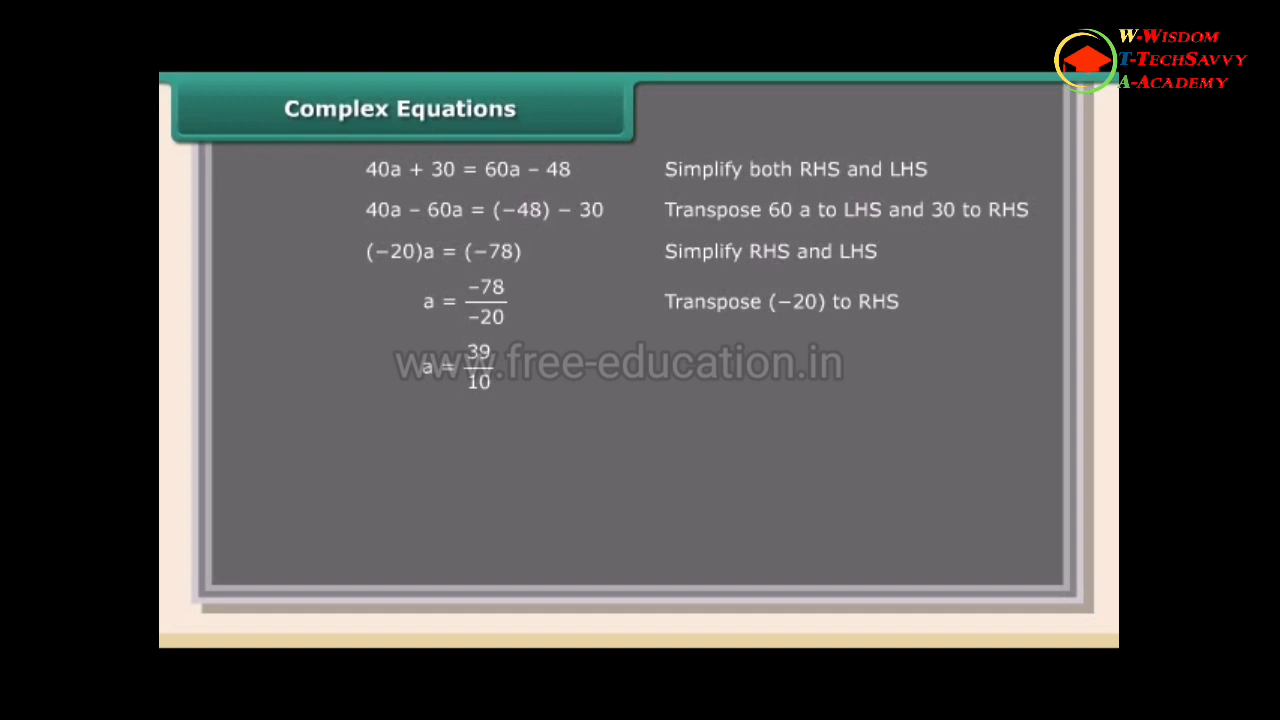 W-Wisdom
T-TechSavvy
A-Academy
Complex Equations
40a + 30 = 60a – 48 Simplify both RHS and LHS
40a – 60a = (−48) − 30 Transpose 60 a to LHS and 30 to RHS
(−20)a = (−78) Simplify RHS and LHS
a = –78/–20 Transpose (−20) to RHS
a = 39/10
www.free-education.in